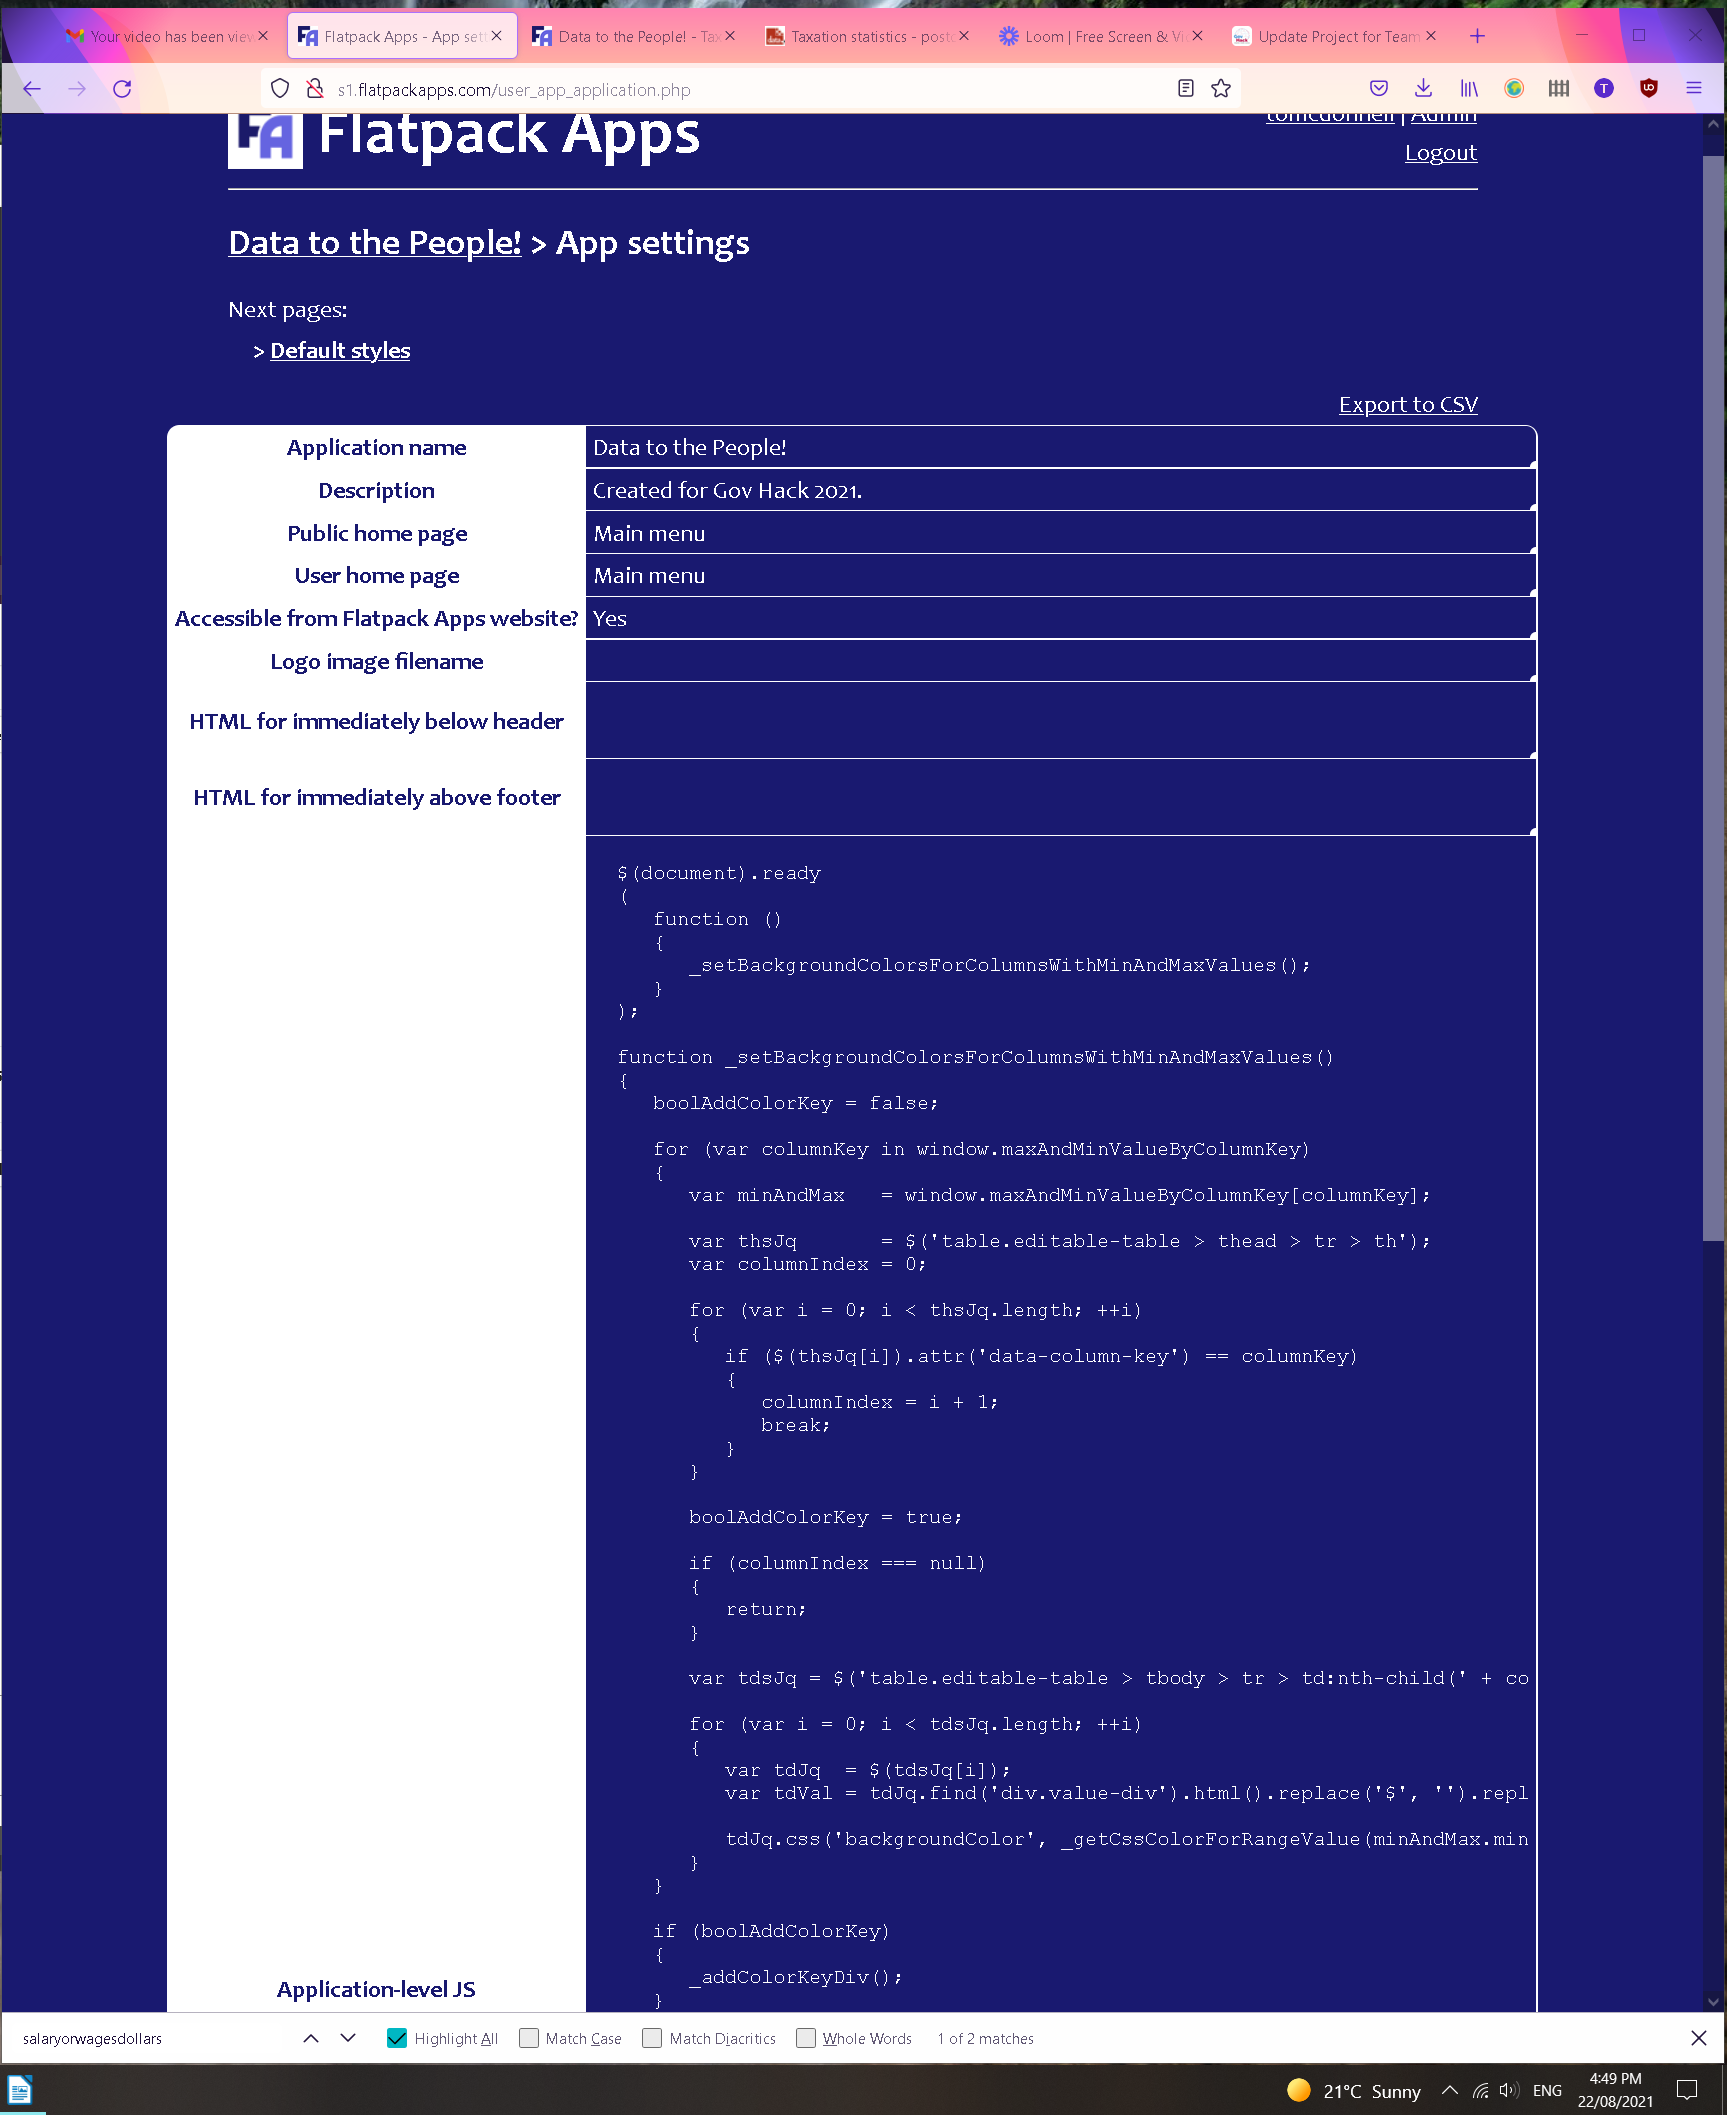 Your video has been view
Flatpack Apps - App sett
Data to the People! - Tax
Taxation statistics - postc
Loom | Free Screen & Vi
Update Project for Team
s1.flatpackapps.com/user_app_application.php
Flatpack Apps
tomcdonnell | Admin
Logout
Data to the People! > App settings
Next pages:
> Default styles
Export to CSV
Application name Data to the People!
Description Created for Gov Hack 2021.
Public home page Main menu
User home page Main menu
Accessible from Flatpack Apps website? Yes
Logo image filename
HTML for immediately below header
HTML for immediately above footer
$(document).ready
(
function ()
{
_setBackgroundColorsForColumnsWithMinAndMaxValues();
}
);
function _setBackgroundColorsForColumnsWithMinAndMaxValues()
{
boolAddColorKey = false;
for (var columnKey in window.maxAndMinValueByColumnKey)
{
var minAndMax = window.maxAndMinValueByColumnKey[columnKey];
var thsJq = $('table.editable-table > thead > tr > th');
var columnIndex = 0;
for (var i = 0; i < thsJq.length; ++i)
{
if ($(thsJq[i]).attr('data-column-key') == columnKey)
{
columnIndex = i + 1;
break;
}
}
boolAddColorKey = true;
if (columnIndex === null)
{
return;
}
var tdsJq = $('table.editable-table > tbody > tr > td:nth-child(' + co
for (var i = 0; i < tdsJq.length; ++i)
{
var tdJq = $(tdsJq[i]);
var tdVal = tdJq.find('div.value-div').html().replace('$', '').repl
tdJq.css('backgroundColor', _getCssColorForRangeValue(minAndMax.min
}
}
if (boolAddColorKey)
{
_addColorKeyDiv();
}
Application-level JS
salaryorwagesdollars
Highlight All
Match Case
Match Diacritics
Whole Words
1 of 2 matches
21°C Sunny
ENG
4:49 PM
22/08/2021